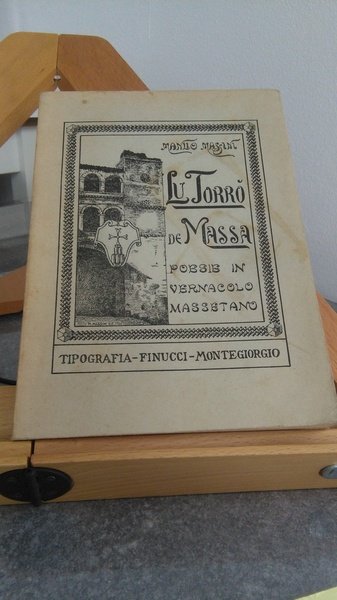 MANLIO MASSINI
LU TORRÒ
DE MASSA
POESIE IN
VERNACOLO
MASSETANO
TIPOGRAFIA-FINUCCI-MONTEGIORGIO